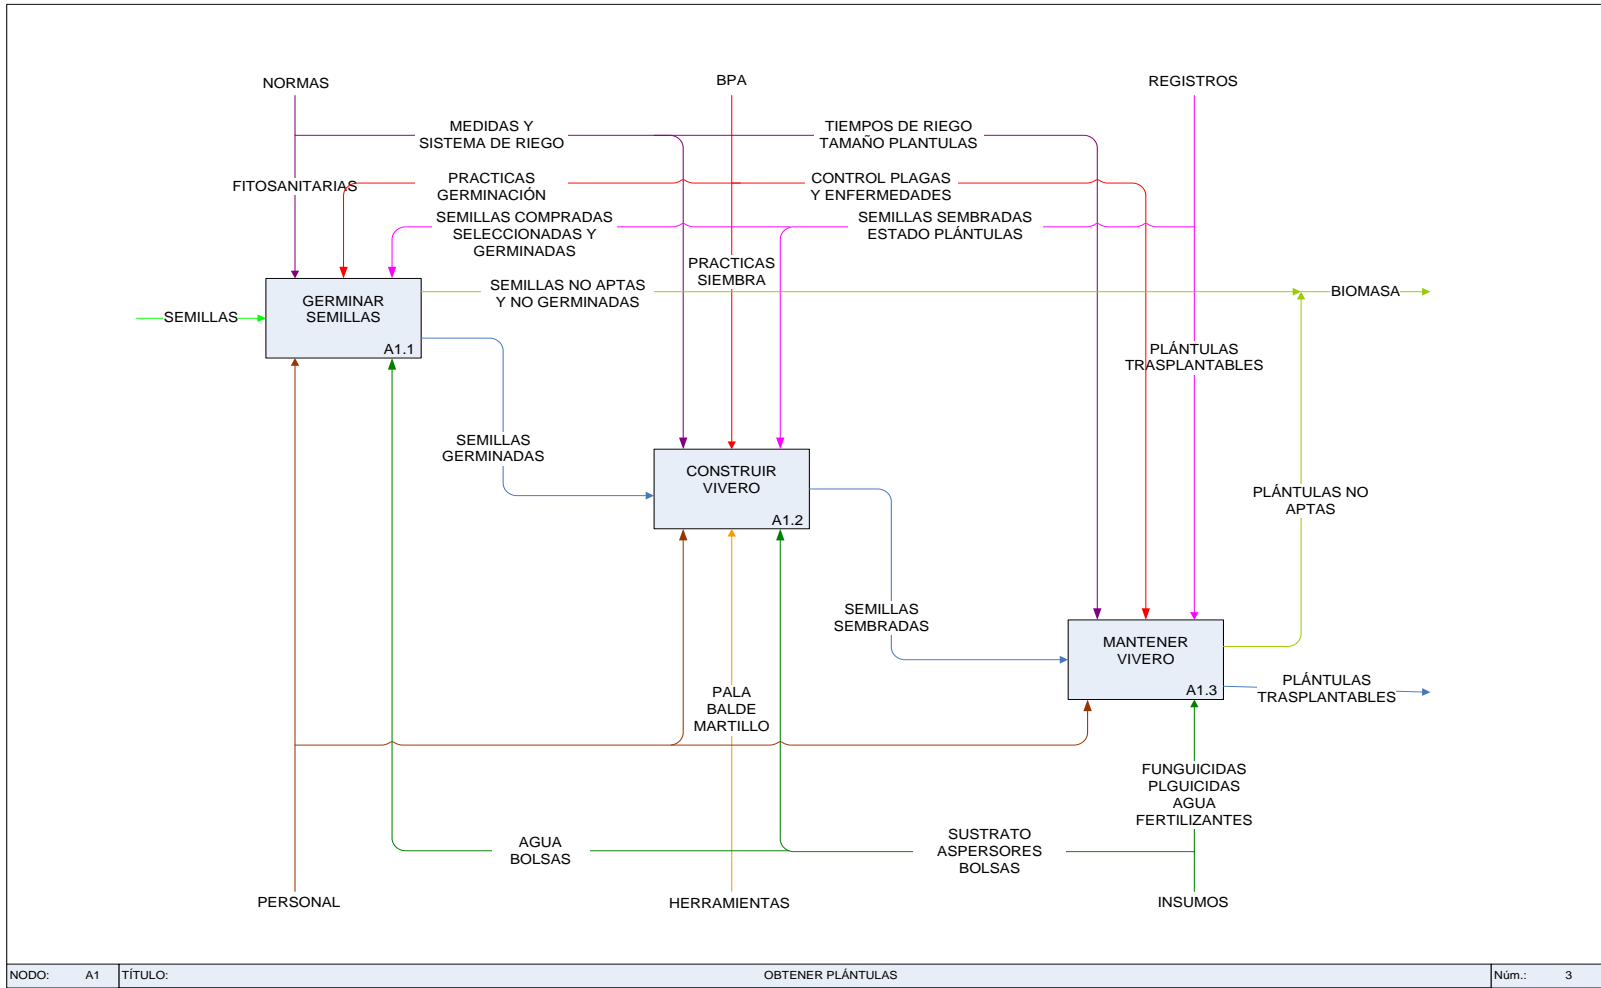 NORMAS
BPA
REGISTROS
MEDIDAS Y
SISTEMA DE RIEGO
TIEMPOS DE RIEGO
TAMAÑO PLANTULAS
FITOSANITARIAS
PRACTICAS
GERMINACIÓN
CONTROL PLAGAS
Y ENFERMEDADES
SEMILLAS COMPRADAS
SELECCIONADAS Y
GERMINADAS
SEMILLAS SEMBRADAS
ESTADO PLÁNTULAS
PRACTICAS
SIEMBRA
SEMILLAS NO APTAS
Y NO GERMINADAS
BIOMASA
SEMILLAS
GERMINAR
SEMILLAS
A1.1
PLÁNTULAS
TRASPLANTABLES
SEMILLAS
GERMINADAS
CONSTRUIR
VIVERO
A1.2
PLÁNTULAS NO
APTAS
SEMILLAS
SEMBRADAS
MANTENER
VIVERO
A1.3
PLÁNTULAS
TRASPLANTABLES
PALA
BALDE
MARTILLO
FUNGUICIDAS
PLGUICIDAS
AGUA
FERTILIZANTES
AGUA
BOLSAS
SUSTRATO
ASPERSORES
BOLSAS
PERSONAL
HERRAMIENTAS
INSUMOS
NODO: A1 TÍTULO: OBTENER PLÁNTULAS Núm.: 3